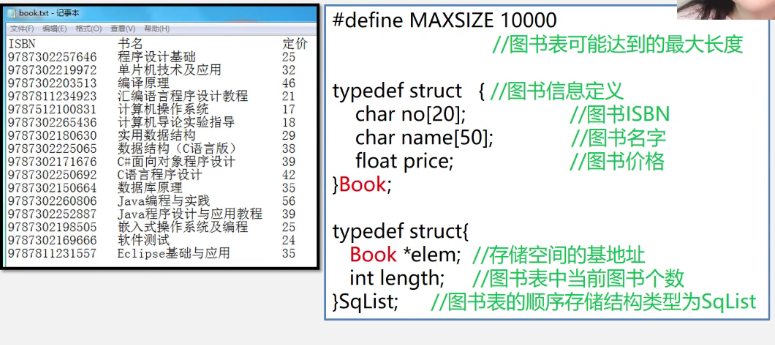 book.txt - 记事本
文件(F) 编辑(E) 格式(O) 查看(V) 帮助(H)
ISBN 书名 定价
9787302257646 程序设计基础 25
9787302219972 单片机技术及应用 32
9787302203513 编译原理 46
9787811234923 汇编语言程序设计教程 21
9787512100831 计算机操作系统 17
9787302265436 计算机导论实验指导 18
9787302180630 实用数据结构 29
9787302225065 数据结构（C语言版） 38
9787302171676 C#面向对象程序设计 39
9787302250692 C语言程序设计 42
9787302150664 数据库原理 35
9787302260806 Java编程与实践 56
9787302252887 Java程序设计与应用教程 39
9787302198505 嵌入式操作系统及编程 25
9787302169666 软件测试 24
9787811231557 Eclipse基础与应用 35
#define MAXSIZE 10000
//图书表可能达到的最大长度
typedef struct { //图书信息定义
char no[20]; //图书ISBN
char name[50]; //图书名字
float price; //图书价格
}Book;
typedef struct{
Book *elem; //存储空间的基地址
int length; //图书表中当前图书个数
}SqList; //图书表的顺序存储结构类型为SqList